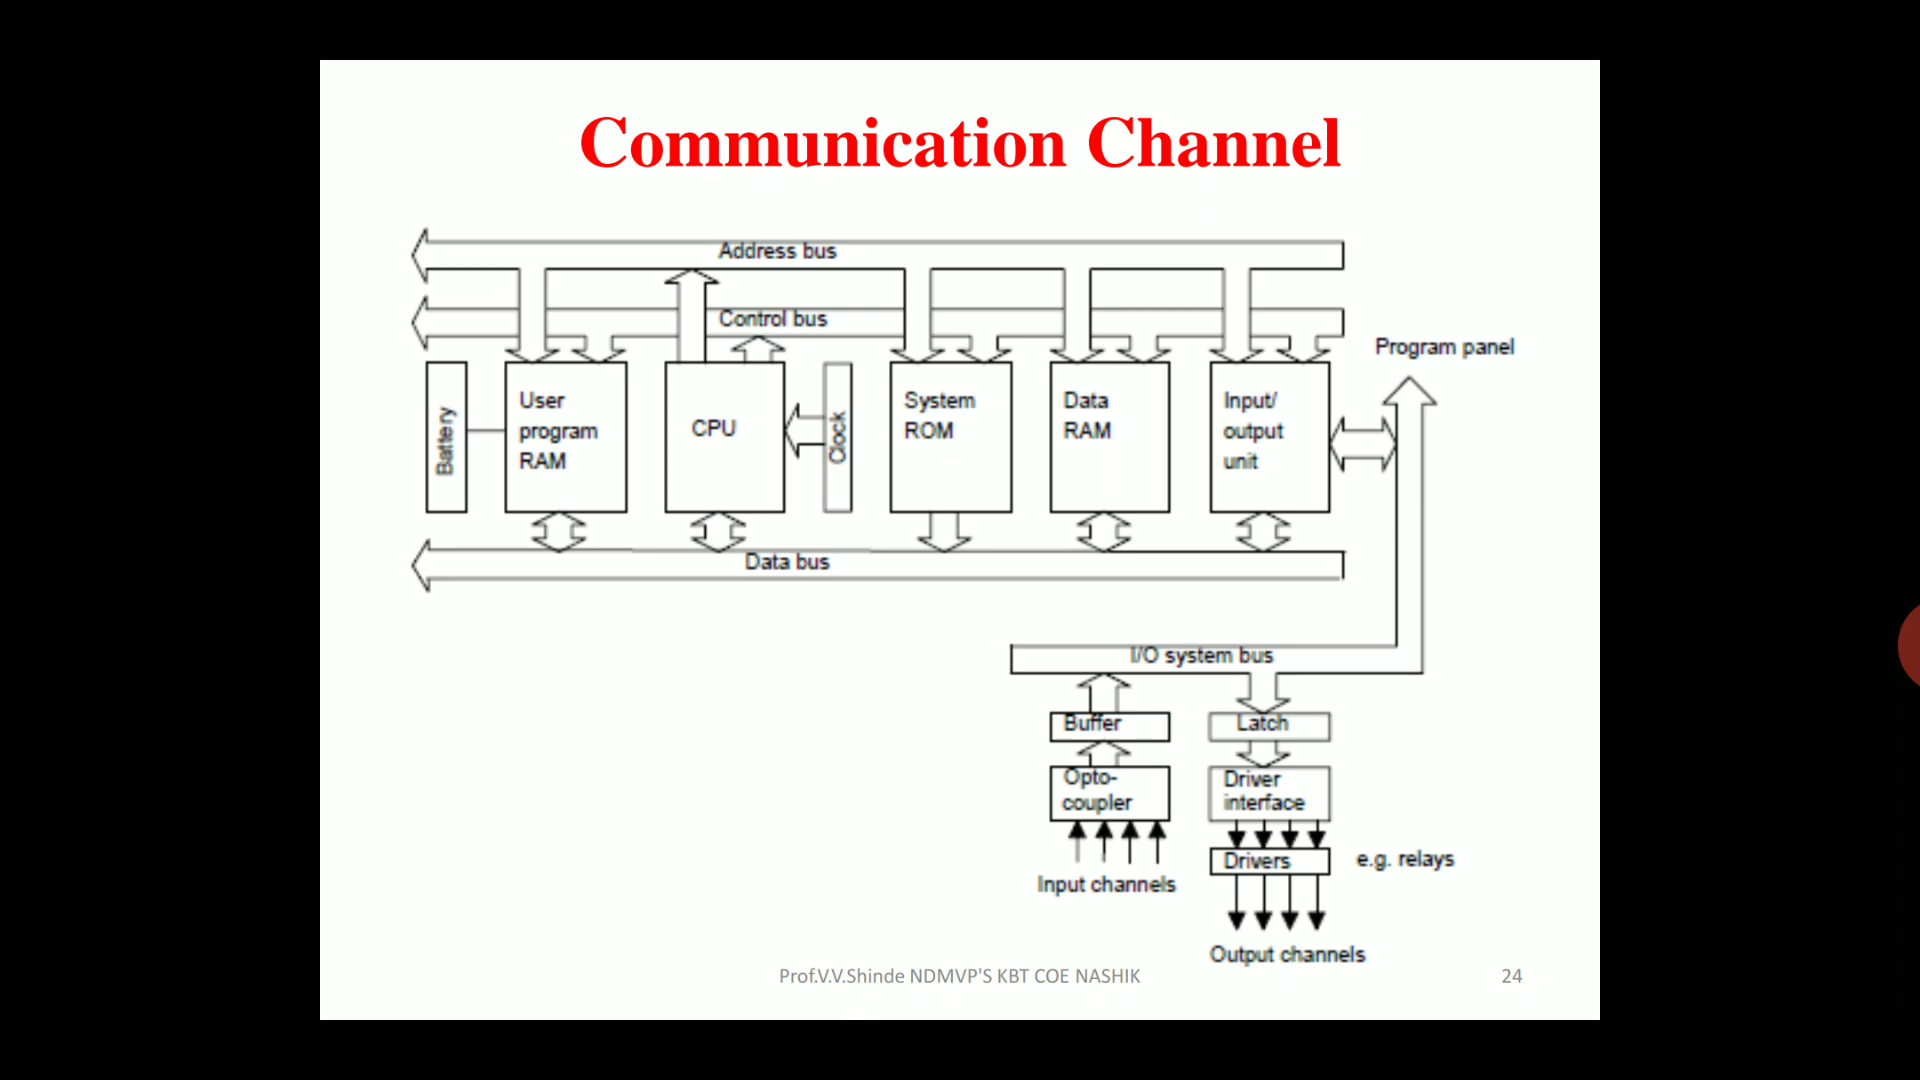 Communication Channel
Address bus
Control bus
Program panel
Battery
User
program
RAM
CPU
Clock
System
ROM
Data
RAM
Input/
output
unit
Data bus
I/O system bus
Buffer
Latch
Opto-
coupler
Driver
interface
Drivers
e.g. relays
Input channels
Output channels
Prof.V.V.Shinde NDMVP'S KBT COE NASHIK
24